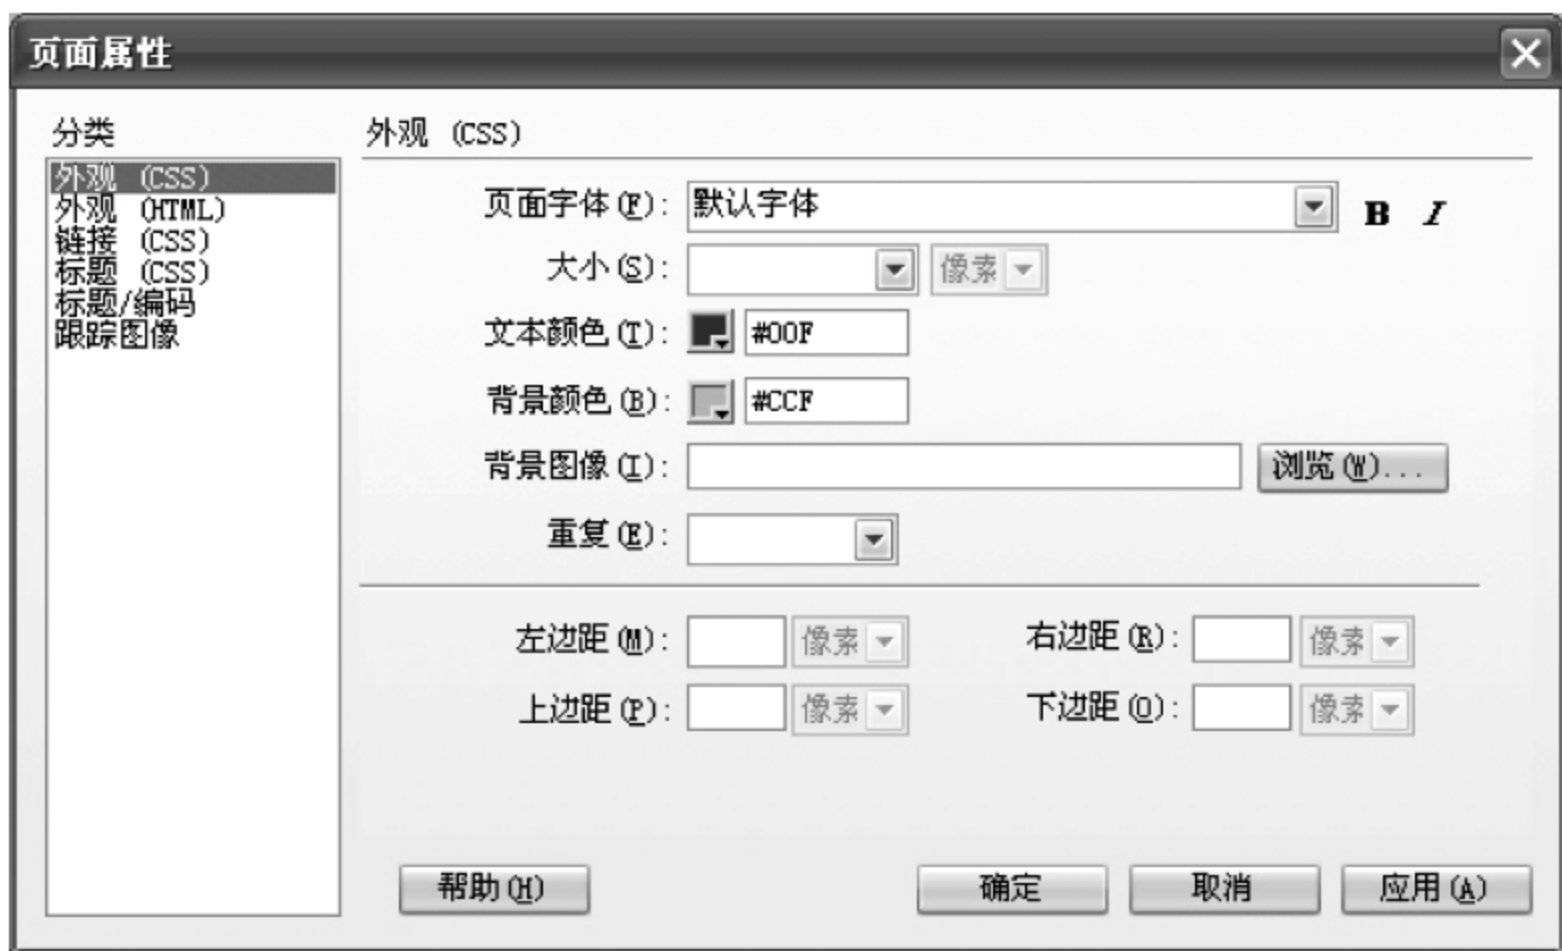 页面属性
分类
外观 (CSS)
外观 (HTML)
链接 (CSS)
标题 (CSS)
标题/编码
跟踪图像
外观 (CSS)
页面字体(F): 默认字体 B I
大小(S): 像素
文本颜色(T): #00F
背景颜色(B): #CCF
背景图像(I): 浏览(W)...
重复(E):
左边距(M): 像素 右边距(R): 像素
上边距(P): 像素 下边距(O): 像素
帮助(H) 确定 取消 应用(A)